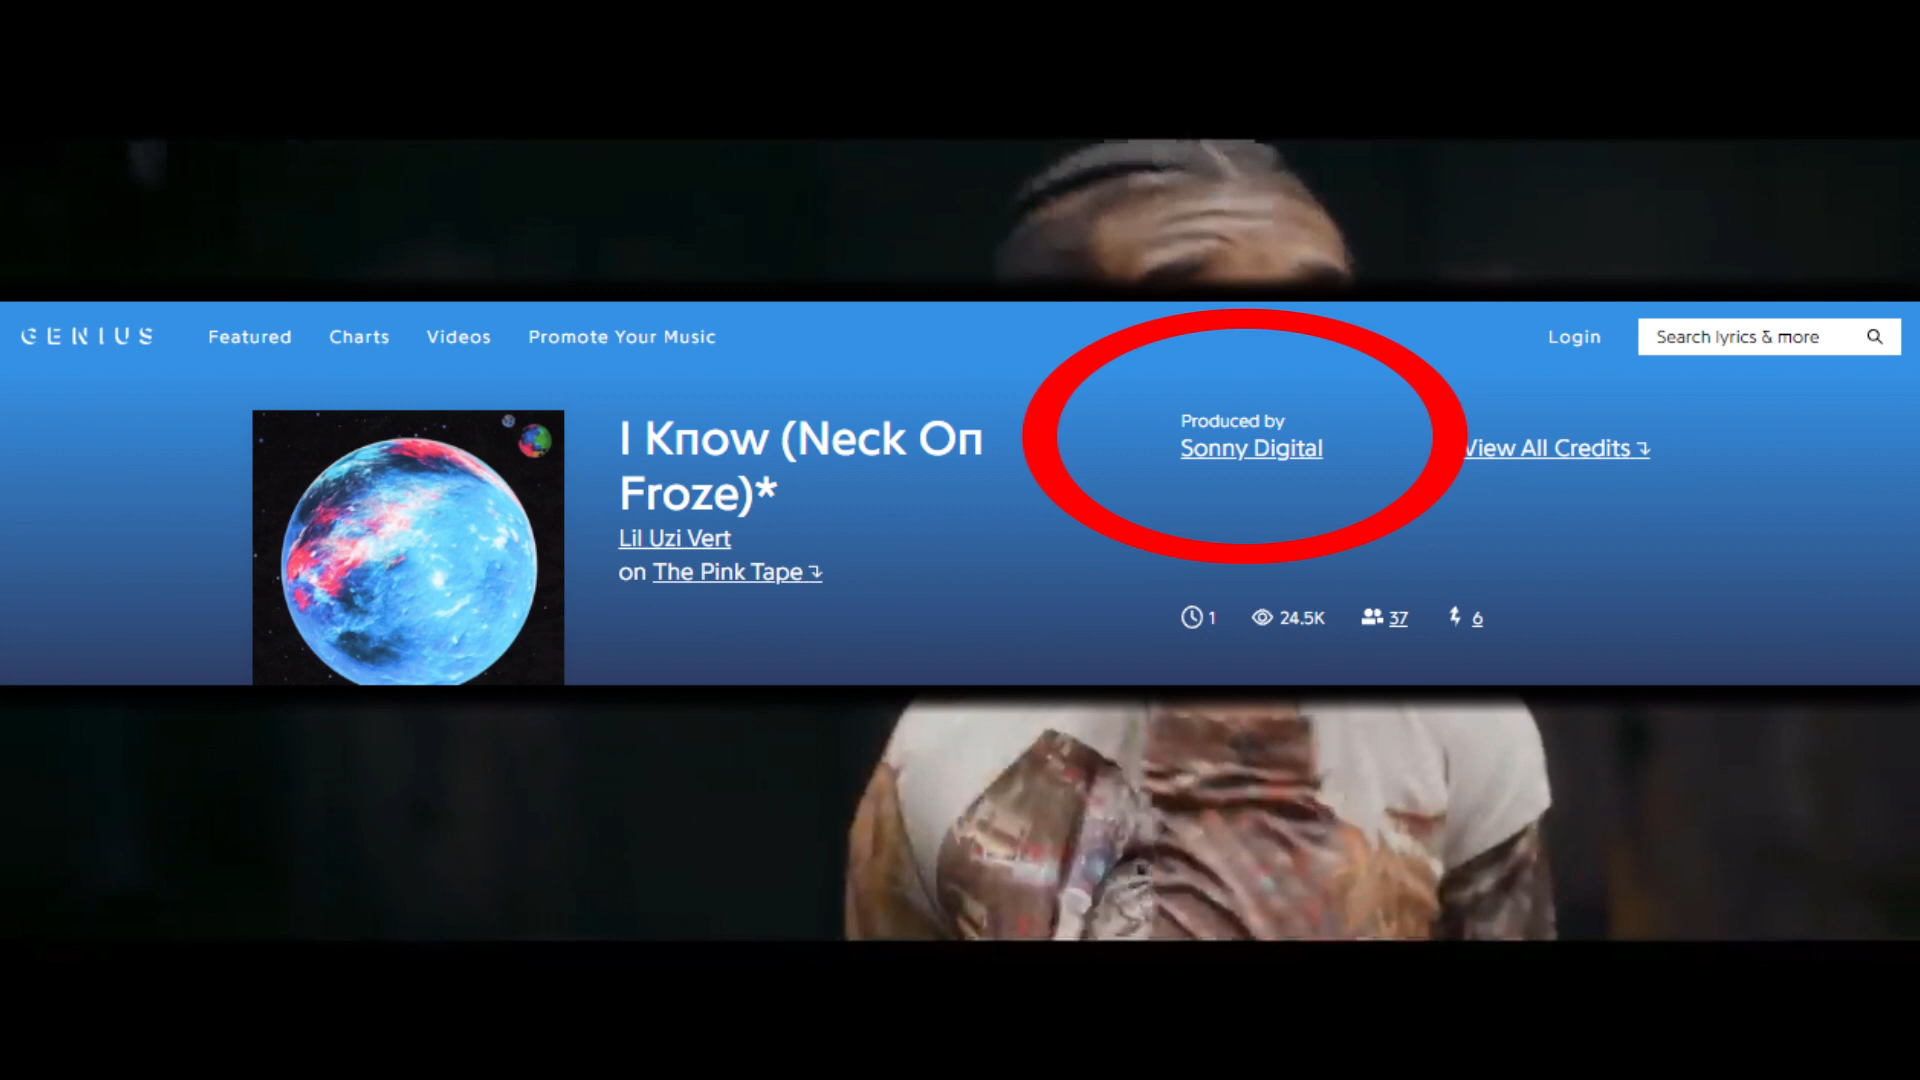 GENIUS Featured Charts Videos Promote Your Music Login Search lyrics & more
I Know (Neck On
Froze)*
Lil Uzi Vert
on The Pink Tape
Produced by
Sonny Digital
View All Credits
1 24.5K 37 6